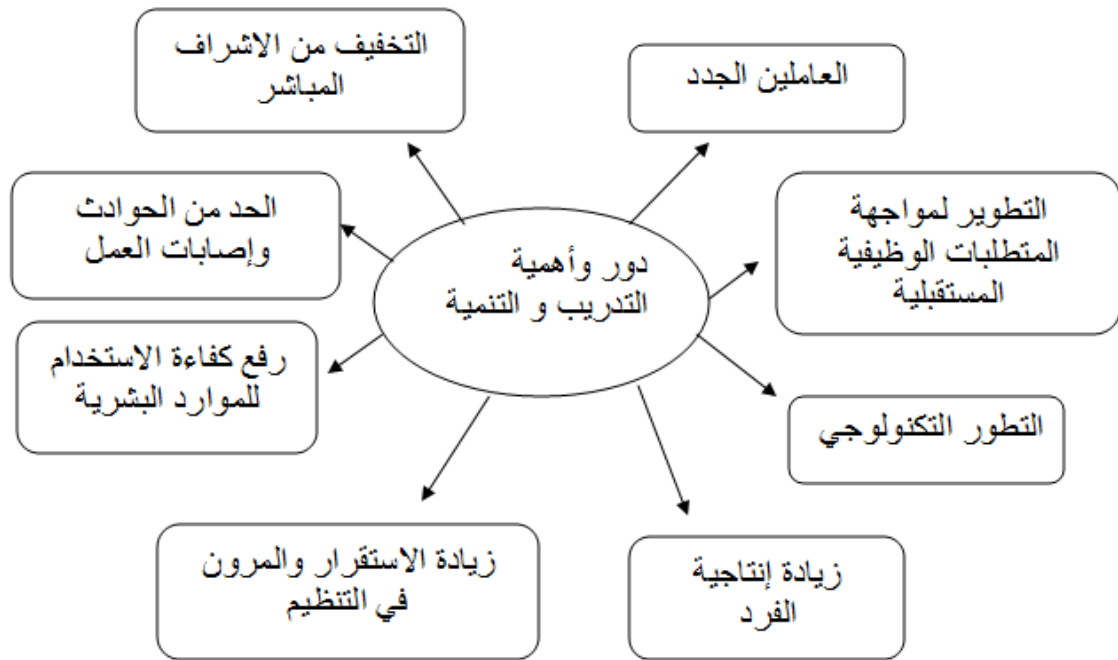 التخفيف من الاشراف
المباشر
العاملين الجدد
الحد من الحوادث
وإصابات العمل
التطوير لمواجهة
المتطلبات الوظيفية
المستقبلية
دور وأهمية
التدريب و التنمية
رفع كفاءة الاستخدام
للموارد البشرية
التطور التكنولوجي
زيادة الاستقرار والمرون
في التنظيم
زيادة إنتاجية
الفرد